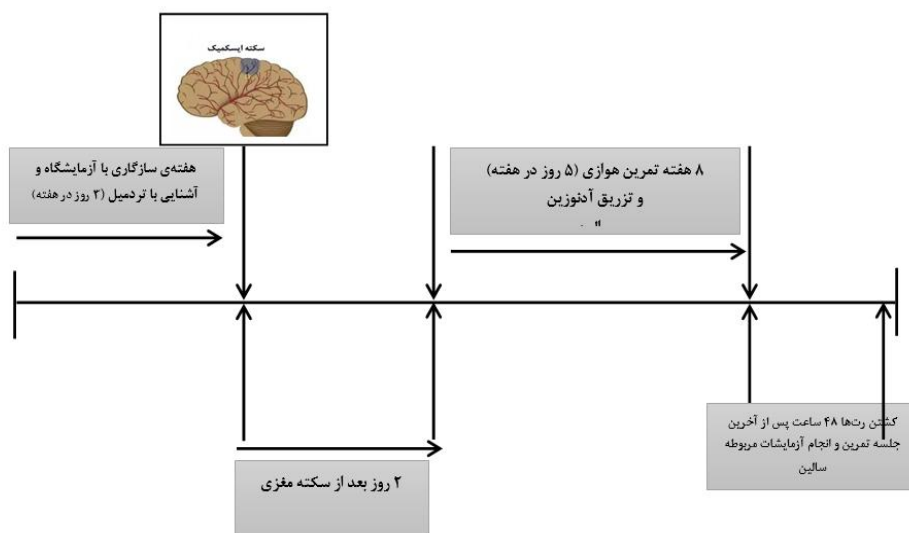 سکته ایسکمیک
هفته‌ی سازگاری با آزمایشگاه و
آشنایی با تردمیل (۳ روز در هفته)
۸ هفته تمرین هوازی (۵ روز در هفته)
و تزریق آدنوزین
۲ روز بعد از سکته مغزی
کشتن رت‌ها ۴۸ ساعت پس از آخرین
جلسه تمرین و انجام آزمایشات مربوطه
سالین